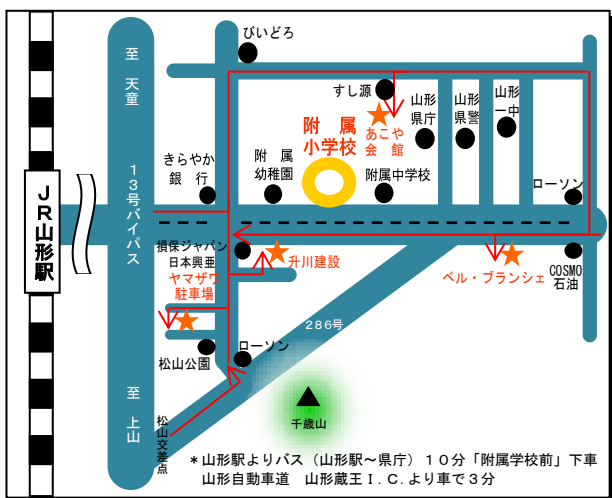 至
天童
１３号バイパス
至
上山
ＪＲ山形駅
びいどろ
すし源
あこや
会館
山形
県庁
山形
県警
山形
一中
附属
小学校
きらやか
銀行
附属
幼稚園
附属中学校
ローソン
損保ジャパン
日本興亜
升川建設
ヤマザワ
駐車場
ベル・ブランシェ
COSMO
石油
２８６号
松山公園
ローソン
千歳山
松山交差点
＊山形駅よりバス（山形駅～県庁）１０分「附属学校前」下車
山形自動車道　山形蔵王Ｉ.Ｃ.より車で３分